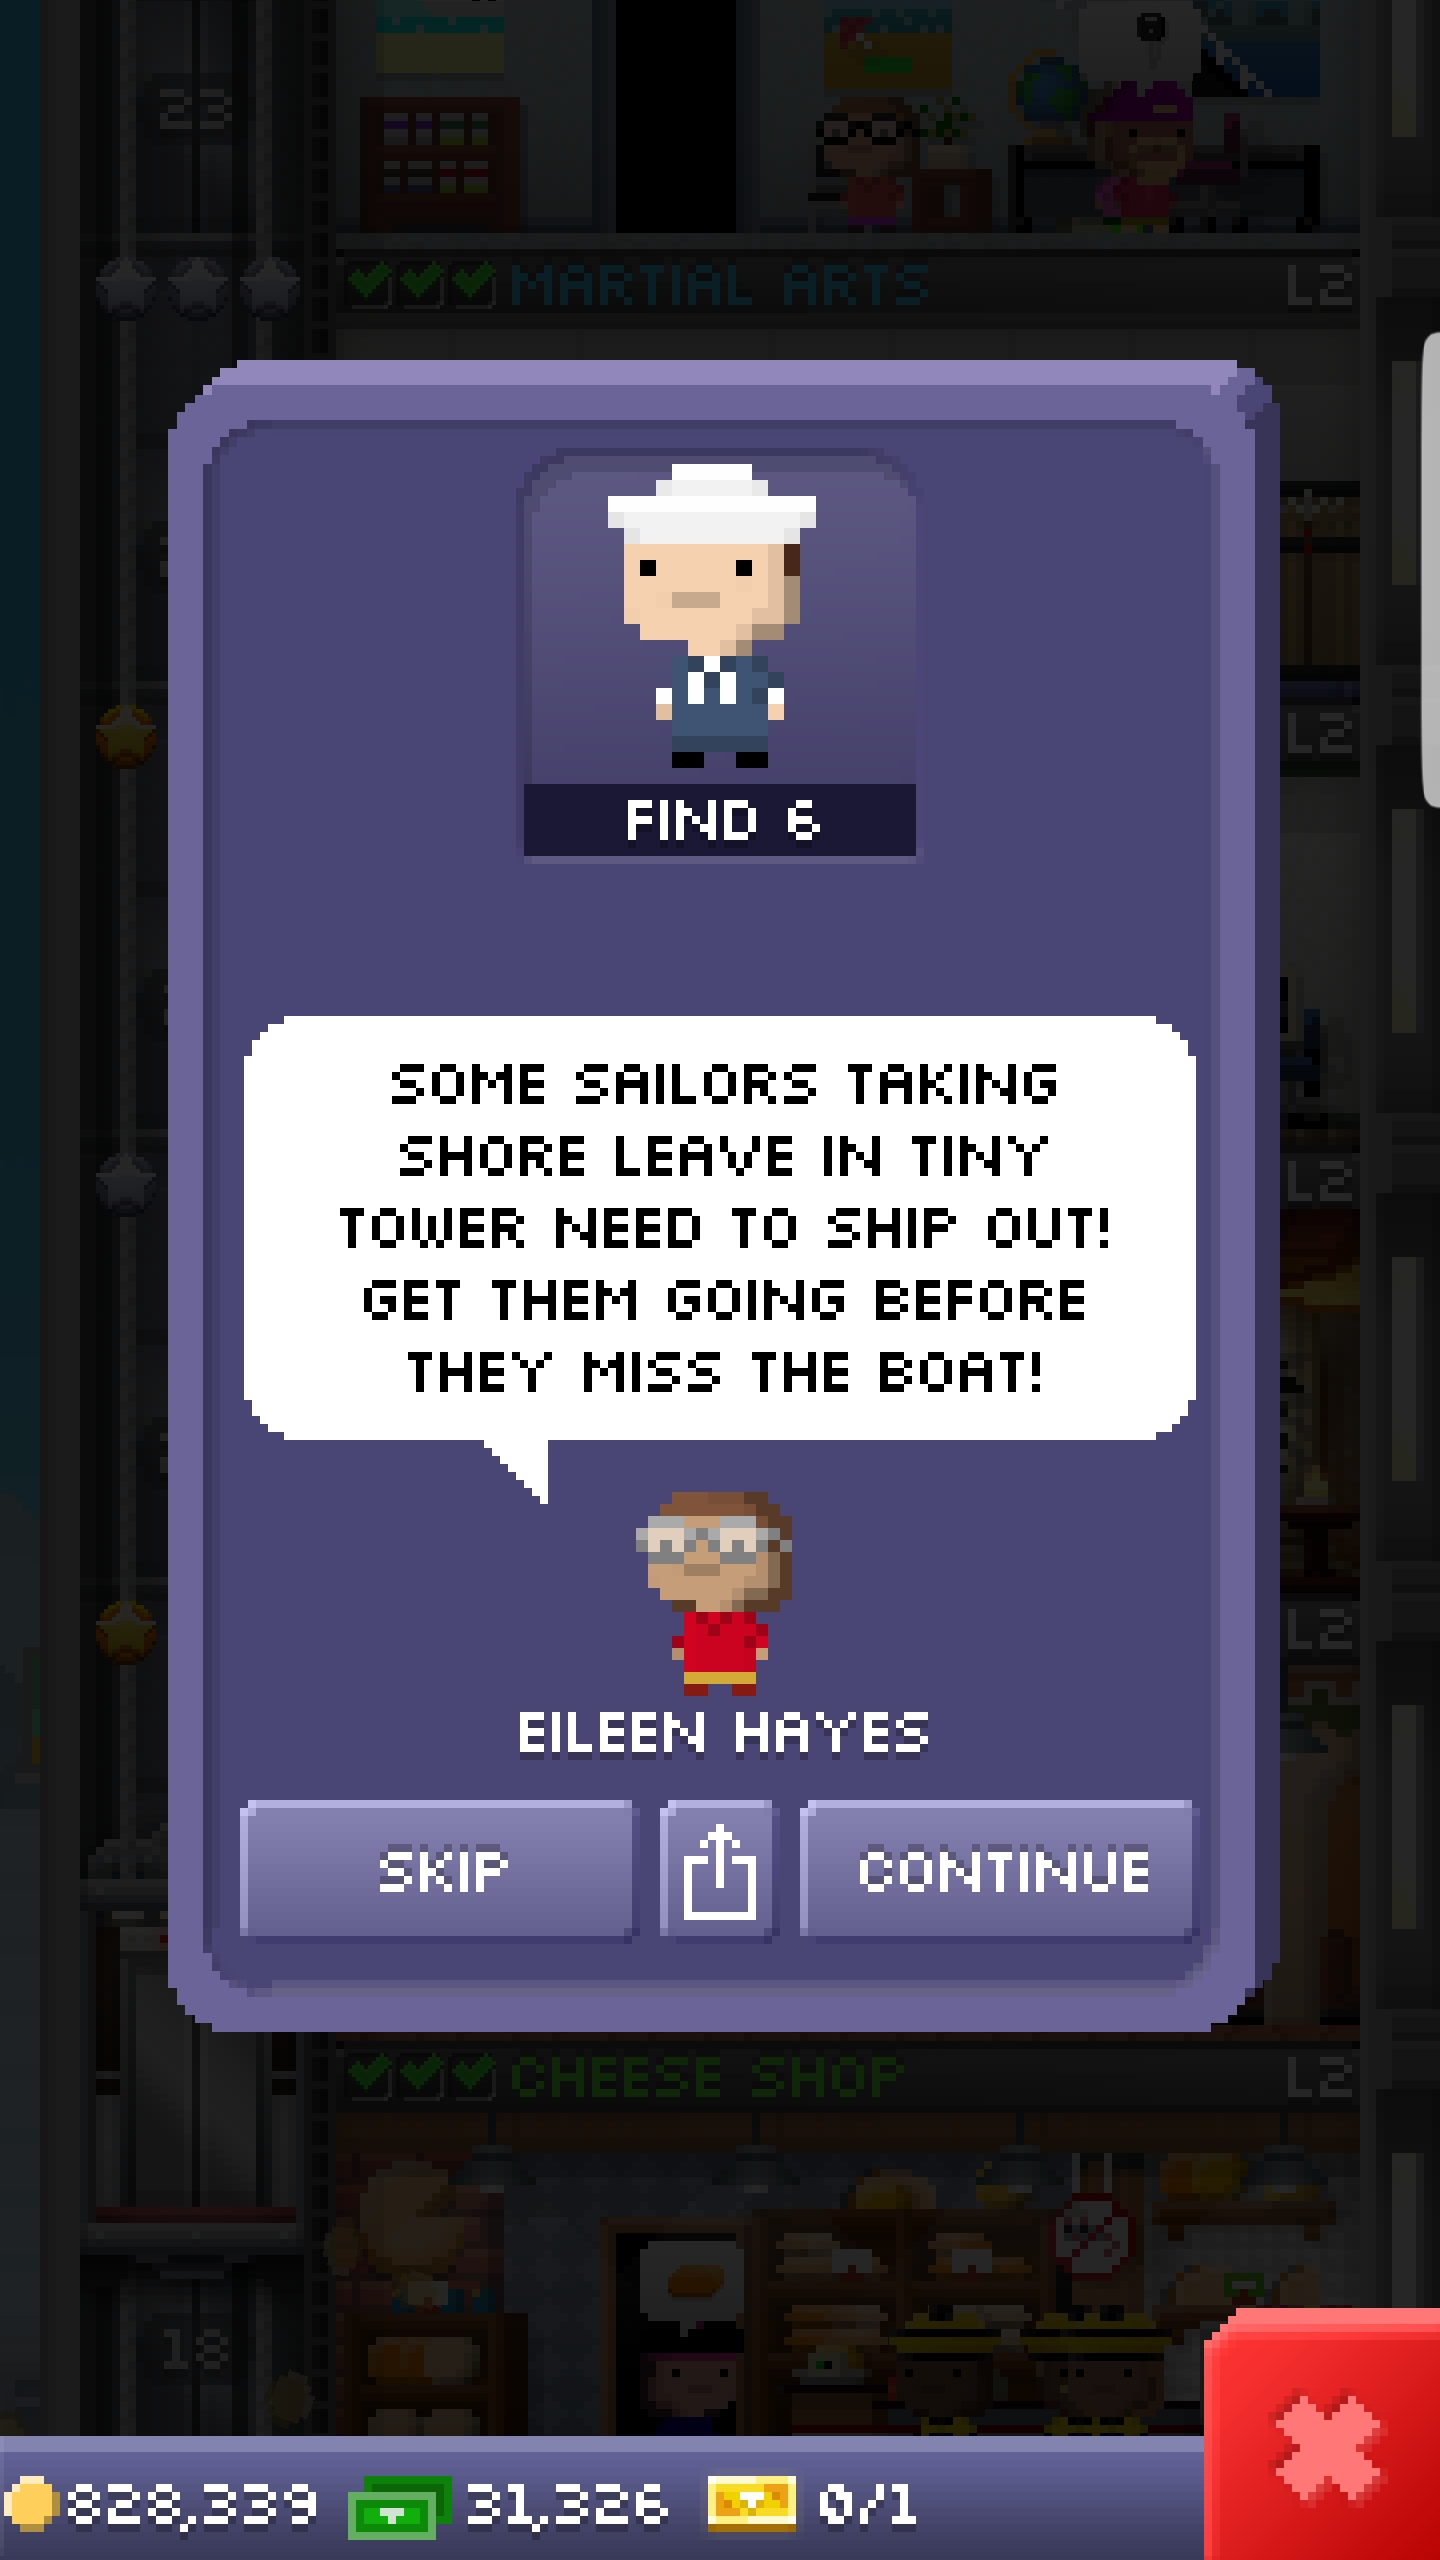 23
MARTIAL ARTS L2
L2
FIND 6
SOME SAILORS TAKING
SHORE LEAVE IN TINY
TOWER NEED TO SHIP OUT!
GET THEM GOING BEFORE
THEY MISS THE BOAT!
L2
L2
EILEEN HAYES
SKIP
CONTINUE
CHEESE SHOP L2
18
828,339
31,326
0/1